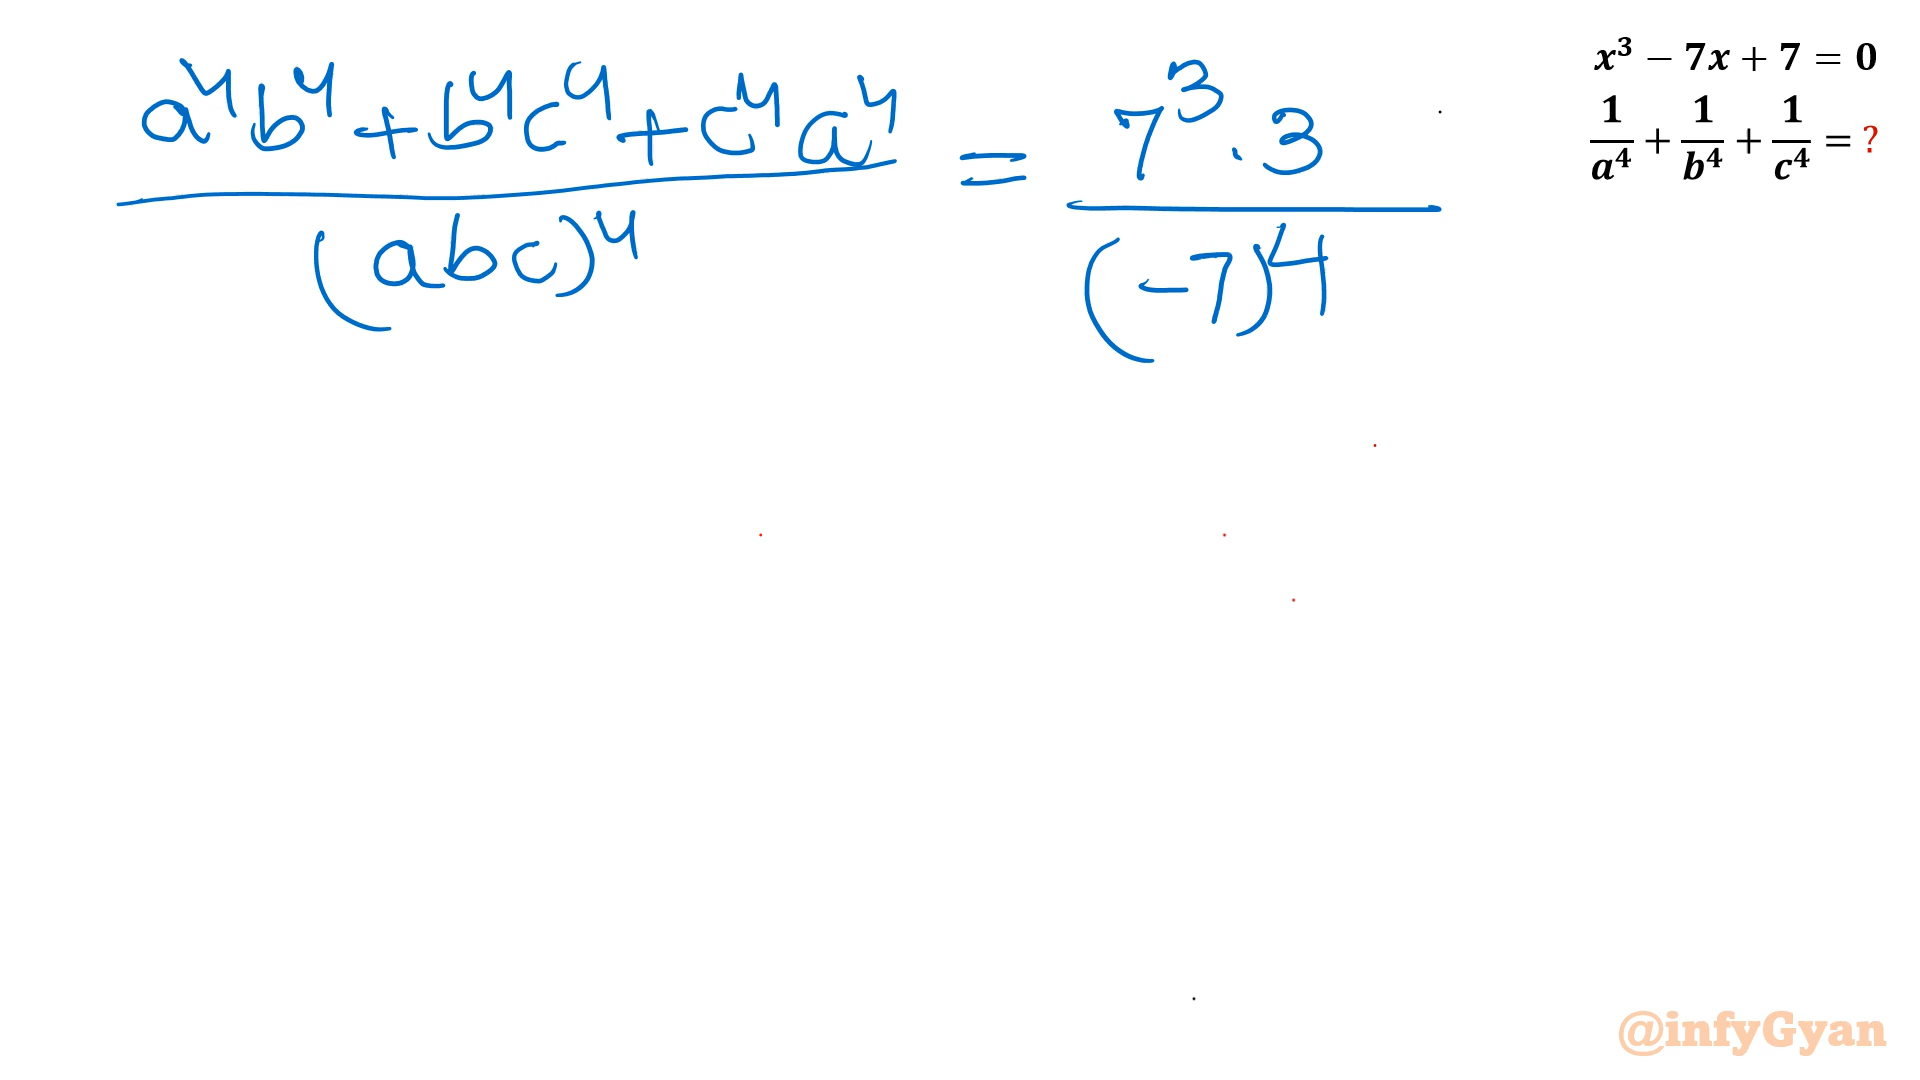 a⁴b⁴ + b⁴c⁴ + c⁴a⁴ / (abc)⁴ = 7³ · 3 / (-7)⁴
x³ − 7x + 7 = 0
1/a⁴ + 1/b⁴ + 1/c⁴ = ?
@infyGyan